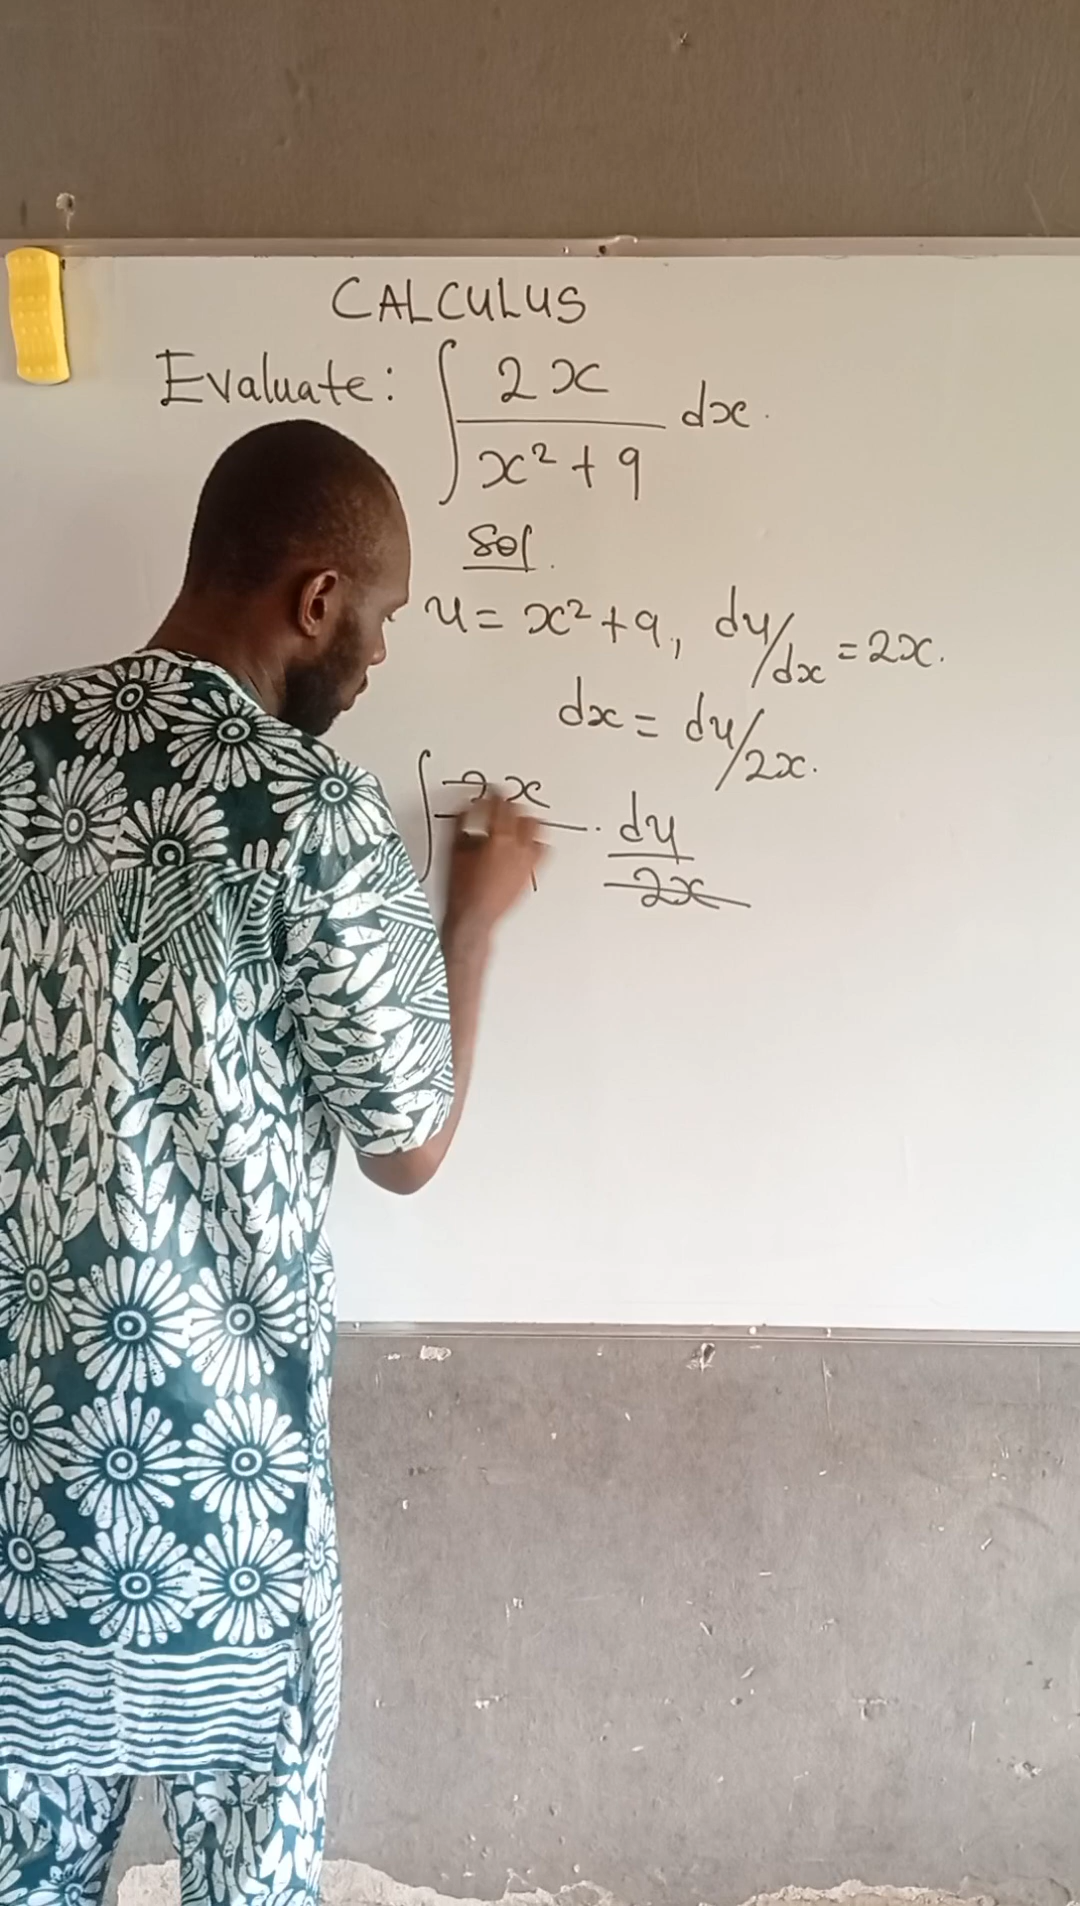 CALCULUS
Evaluate: ∫ 2x / x² + 9 dx.
Sol.
u = x² + 9, du/dx = 2x.
dx = du/2x.
∫ 2x · du / 2x